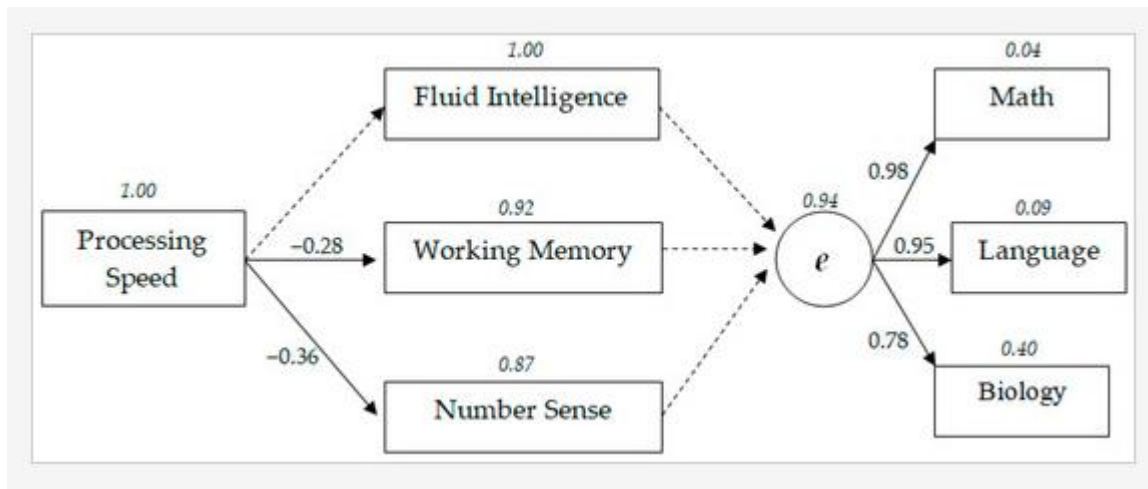 1.00
Fluid Intelligence
0.04
Math
1.00
Processing
Speed
−0.28
0.92
Working Memory
−0.36
0.87
Number Sense
0.94
e
0.98
0.95
0.78
0.09
Language
0.40
Biology